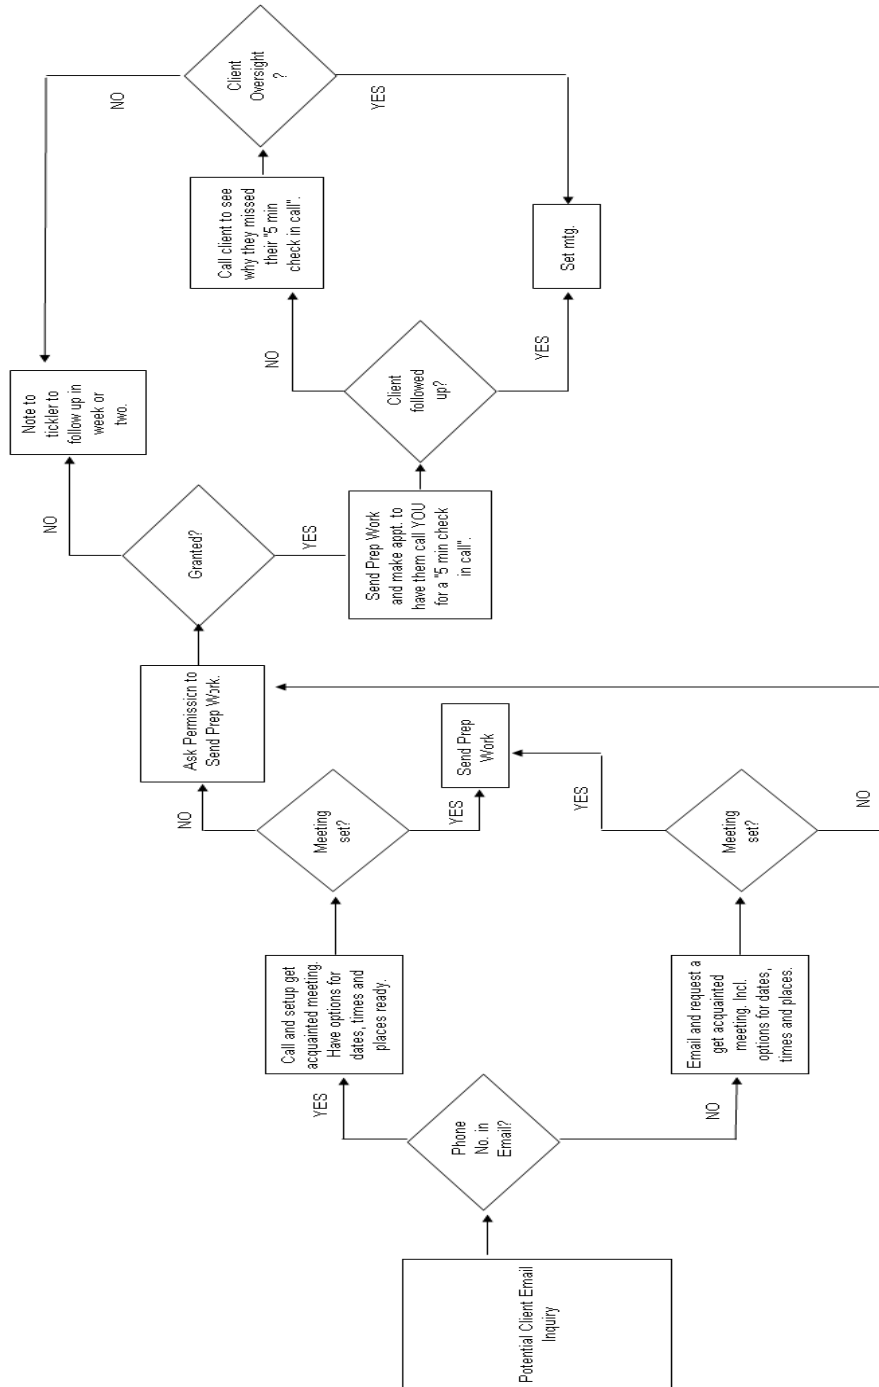 Potential Client Email
Inquiry
Phone
No. in
Email?
YES
NO
Call and setup get
acquainted meeting.
Have options for
dates, times and
places ready.
Email and request a
get acquainted
meeting. Incl.
options for dates,
times and places.
Meeting
set?
NO
YES
Meeting
set?
YES
NO
Send Prep
Work
Ask Permission to
Send Prep Work.
Granted?
NO
YES
Note to
tickler to
follow up in
week or
two.
Send Prep Work
and make appt. to
have them call YOU
for a "5 min check
in call".
Client
followed
up?
NO
YES
Call client to see
why they missed
their "5 min
check in call".
Set mtg.
Client
Oversight
?
NO
YES